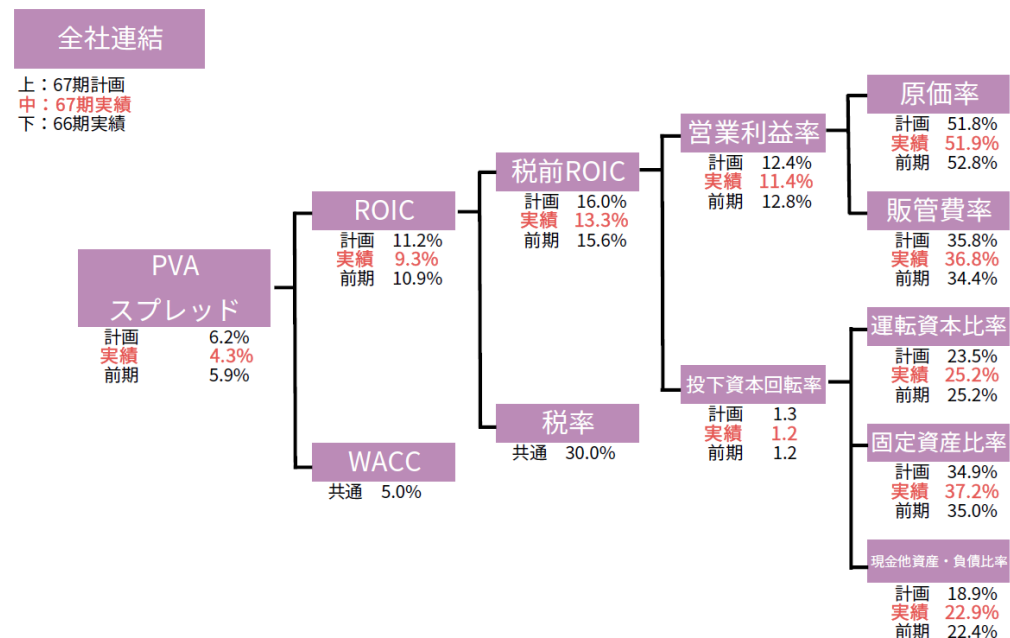 全社連結
上：67期計画
中：67期実績
下：66期実績
PVA
スプレッド
計画 6.2%
実績 4.3%
前期 5.9%
ROIC
計画 11.2%
実績 9.3%
前期 10.9%
WACC
共通 5.0%
税前ROIC
計画 16.0%
実績 13.3%
前期 15.6%
税率
共通 30.0%
営業利益率
計画 12.4%
実績 11.4%
前期 12.8%
投下資本回転率
計画 1.3
実績 1.2
前期 1.2
原価率
計画 51.8%
実績 51.9%
前期 52.8%
販管費率
計画 35.8%
実績 36.8%
前期 34.4%
運転資本比率
計画 23.5%
実績 25.2%
前期 25.2%
固定資産比率
計画 34.9%
実績 37.2%
前期 35.0%
現金他資産・負債比率
計画 18.9%
実績 22.9%
前期 22.4%